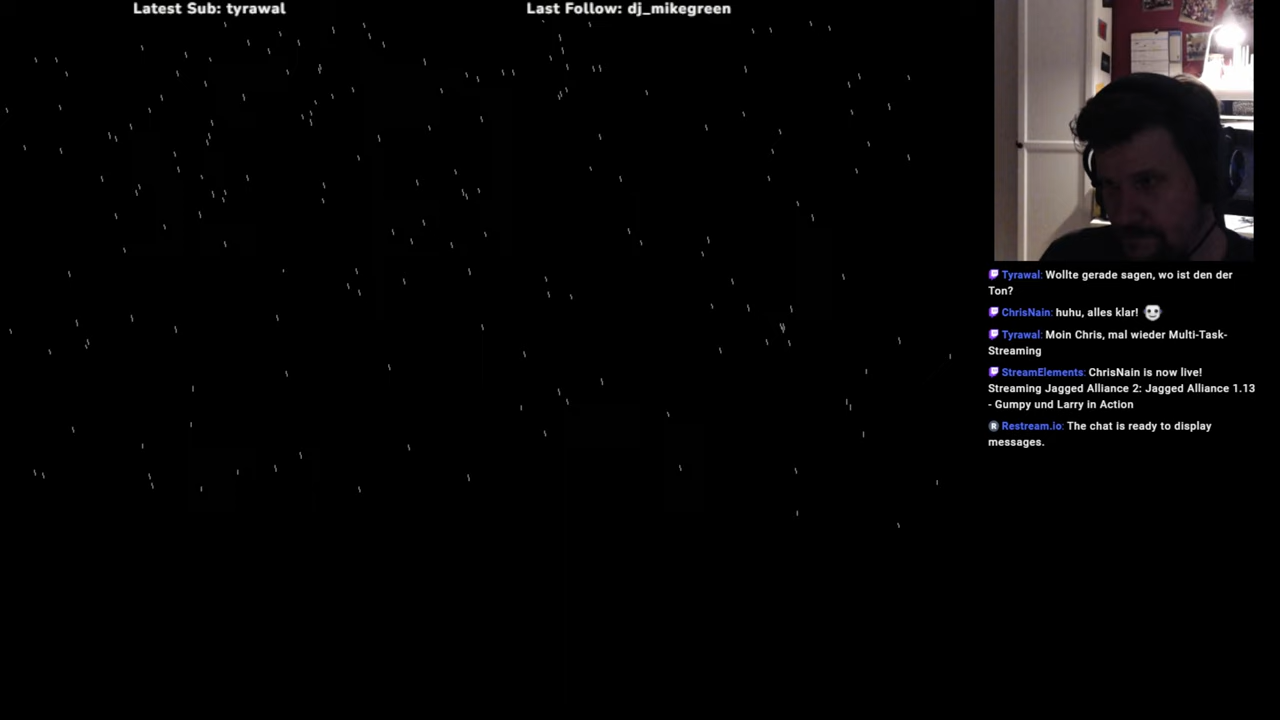 Latest Sub: tyrawal
Last Follow: dj_mikegreen
Tyrawal: Wollte gerade sagen, wo ist den der
Ton?
ChrisNain: huhu, alles klar!
Tyrawal: Moin Chris, mal wieder Multi-Task-
Streaming
StreamElements: ChrisNain is now live!
Streaming Jagged Alliance 2: Jagged Alliance 1.13
- Gumpy und Larry in Action
Restream.io: The chat is ready to display
messages.